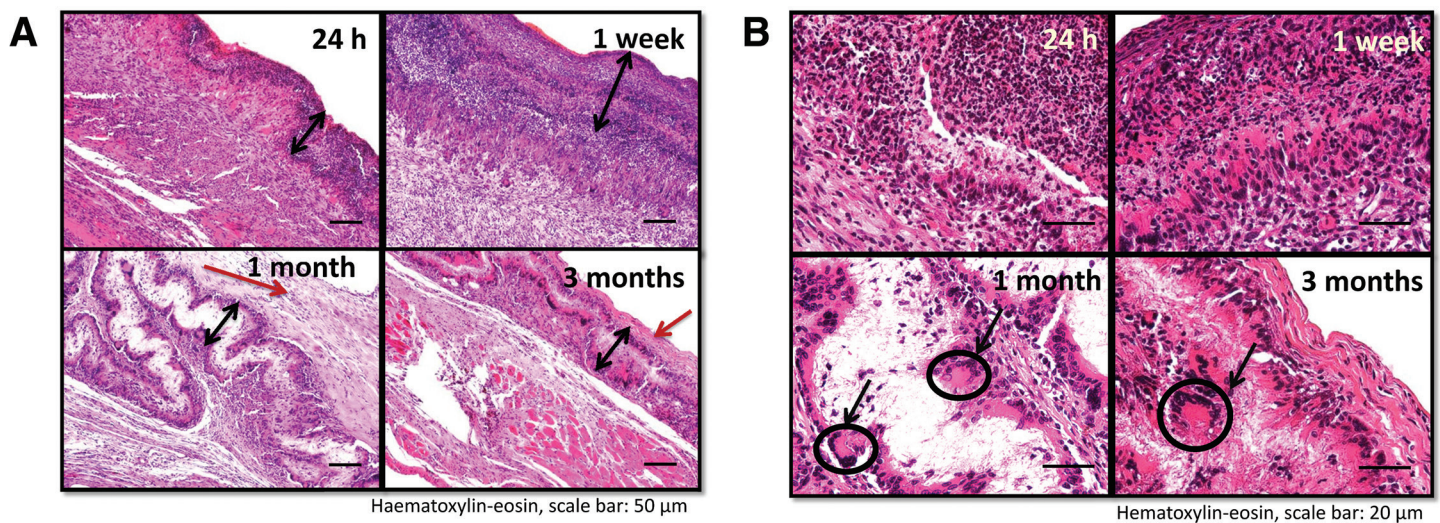 A
24 h
1 week
1 month
3 months
Haematoxylin-eosin, scale bar: 50 µm
B
24 h
1 week
1 month
3 months
Hematoxylin-eosin, scale bar: 20 µm